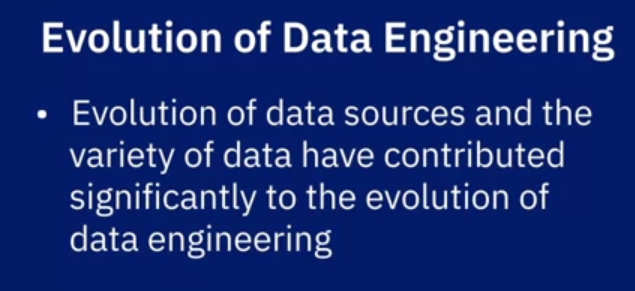 Evolution of Data Engineering
• Evolution of data sources and the
variety of data have contributed
significantly to the evolution of
data engineering